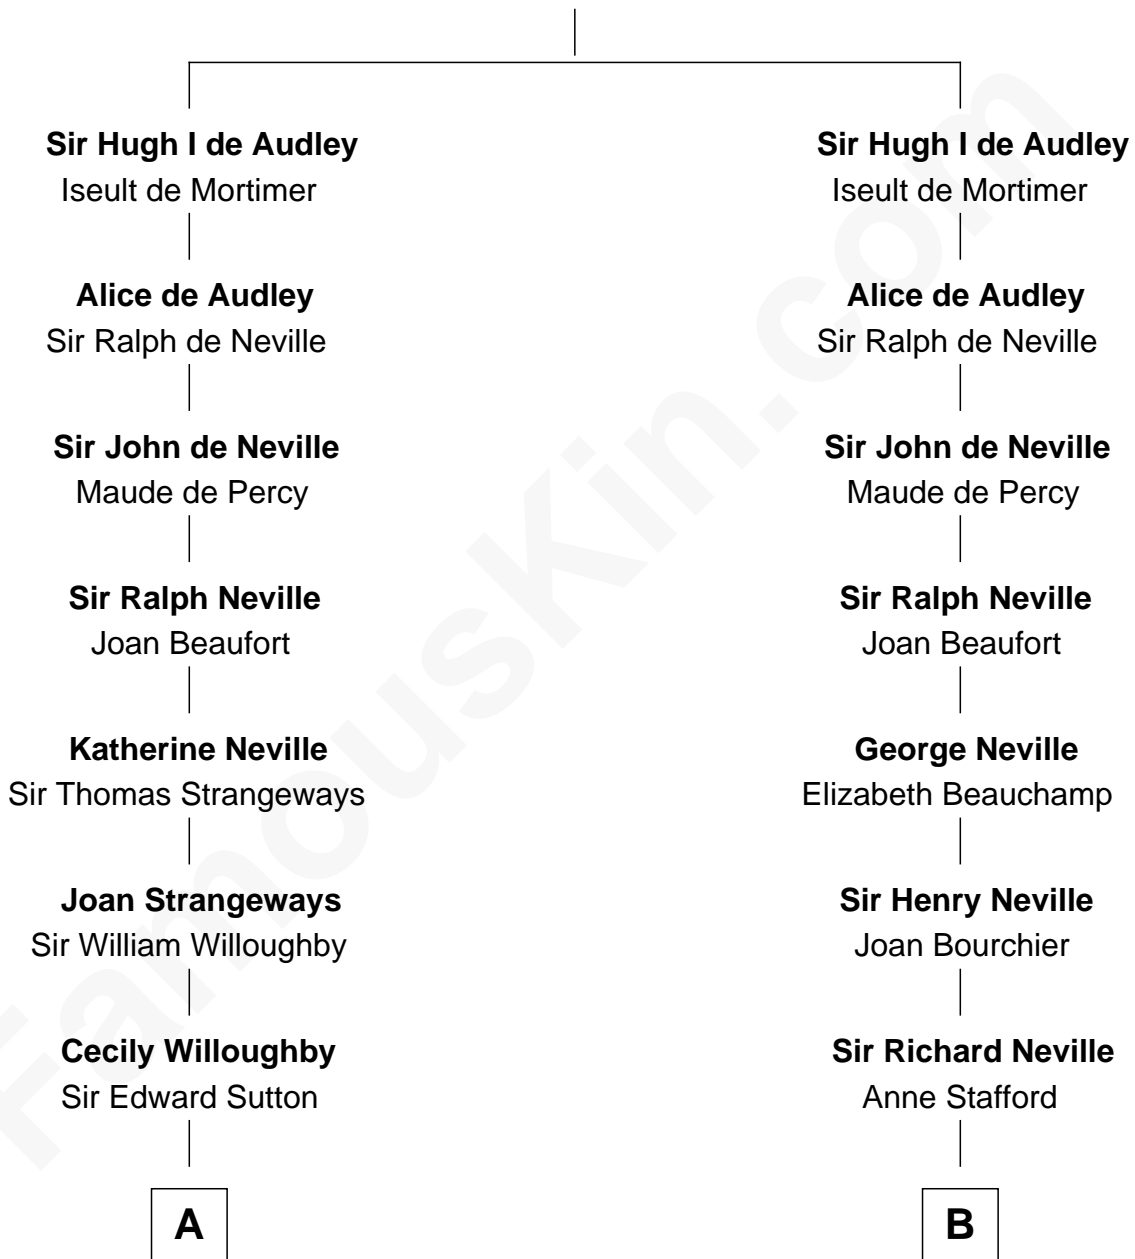 Sir Hugh I de Audley
Iseult de Mortimer
Alice de Audley
Sir Ralph de Neville
Sir John de Neville
Maude de Percy
Sir Ralph Neville
Joan Beaufort
Katherine Neville
Sir Thomas Strangeways
Joan Strangeways
Sir William Willoughby
Cecily Willoughby
Sir Edward Sutton
A
Sir Hugh I de Audley
Iseult de Mortimer
Alice de Audley
Sir Ralph de Neville
Sir John de Neville
Maude de Percy
Sir Ralph Neville
Joan Beaufort
George Neville
Elizabeth Beauchamp
Sir Henry Neville
Joan Bourchier
Sir Richard Neville
Anne Stafford
B
FamousKin.com